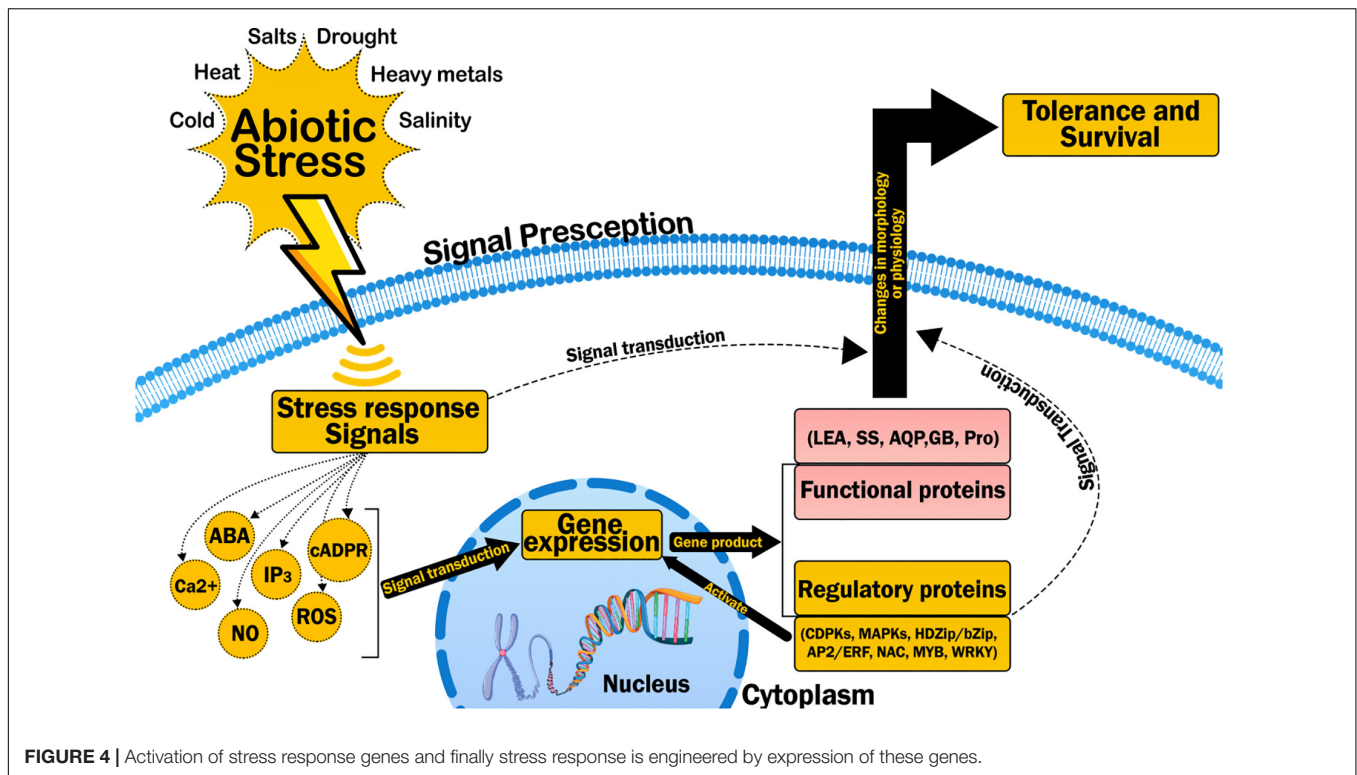 Salts
Drought
Heat
Heavy metals
Cold
Salinity
Abiotic
Stress
Tolerance and
Survival
Signal Presception
Changes in morphology
or physiology
Signal transduction
Signal Transduction
Stress response
Signals
(LEA, SS, AQP,GB, Pro)
Functional proteins
ABA
cADPR
Ca2+
IP3
NO
ROS
Signal transduction
Gene
expression
Gene product
Activate
Regulatory proteins
(CDPKs, MAPKs, HDZip/bZip,
AP2/ERF, NAC, MYB, WRKY)
Nucleus
Cytoplasm
FIGURE 4 | Activation of stress response genes and finally stress response is engineered by expression of these genes.